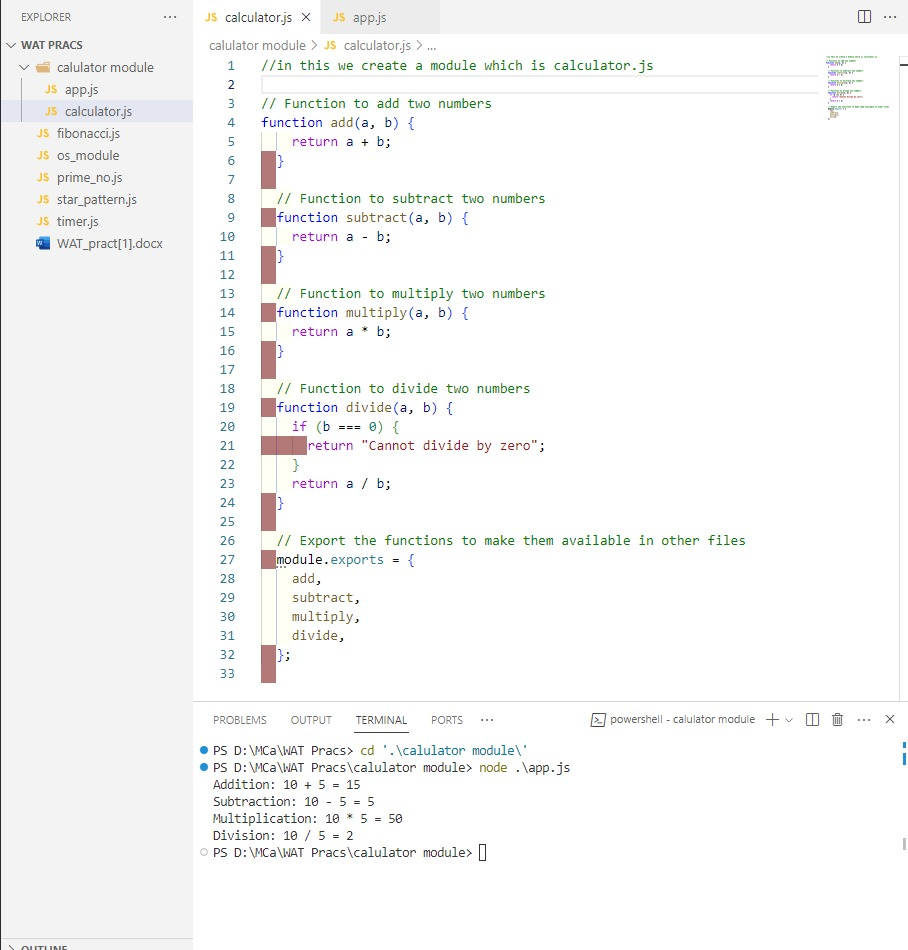 EXPLORER
WAT PRACS
calulator module
JS app.js
JS calculator.js
JS fibonacci.js
JS os_module
JS prime_no.js
JS star_pattern.js
JS timer.js
WAT_pract[1].docx
OUTLINE
JS calculator.js
JS app.js
calulator module > JS calculator.js > ...
1 //in this we create a module which is calculator.js
2
3 // Function to add two numbers
4 function add(a, b) {
5 return a + b;
6 }
7
8 // Function to subtract two numbers
9 function subtract(a, b) {
10 return a - b;
11 }
12
13 // Function to multiply two numbers
14 function multiply(a, b) {
15 return a * b;
16 }
17
18 // Function to divide two numbers
19 function divide(a, b) {
20 if (b === 0) {
21 return "Cannot divide by zero";
22 }
23 return a / b;
24 }
25
26 // Export the functions to make them available in other files
27 module.exports = {
28 add,
29 subtract,
30 multiply,
31 divide,
32 };
33
PROBLEMS OUTPUT TERMINAL PORTS ··· powershell - calulator module
PS D:\MCa\WAT Pracs> cd '.\calulator module\'
PS D:\MCa\WAT Pracs\calulator module> node .\app.js
Addition: 10 + 5 = 15
Subtraction: 10 - 5 = 5
Multiplication: 10 * 5 = 50
Division: 10 / 5 = 2
PS D:\MCa\WAT Pracs\calulator module>